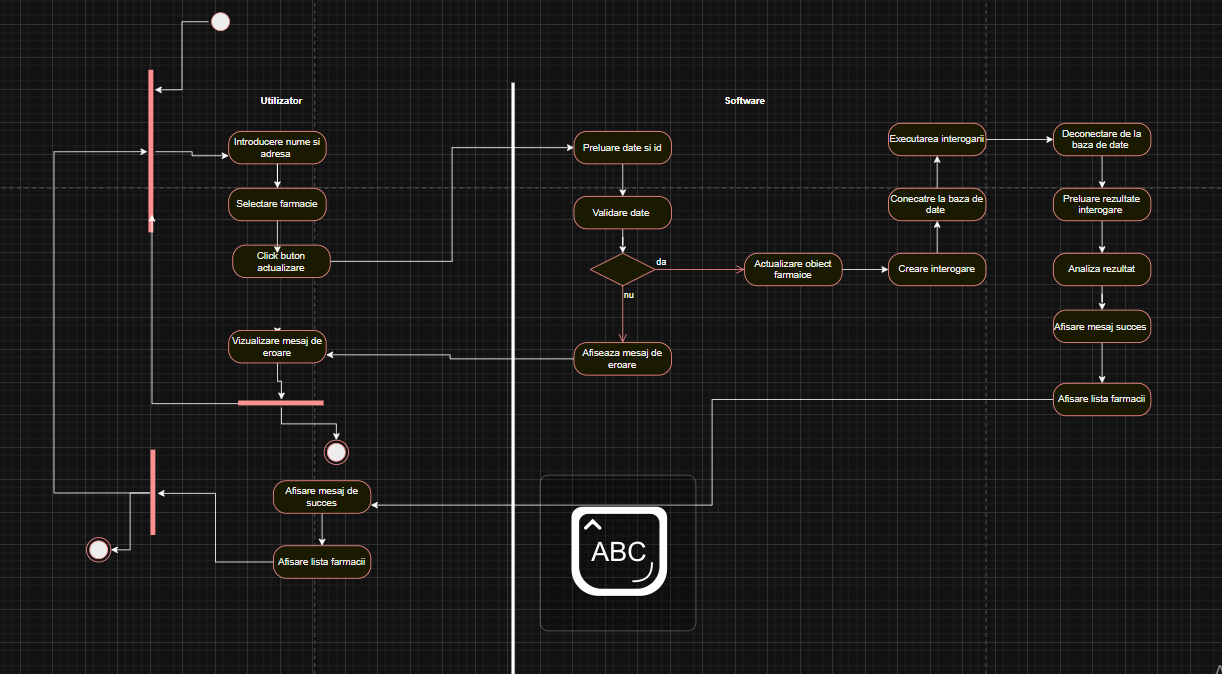 Utilizator
Software
Introducere nume si
adresa
Selectare farmacie
Click buton
actualizare
Vizualizare mesaj de
eroare
Afisare mesaj de
succes
Afisare lista farmacii
Preluare date si id
Validare date
da
nu
Afiseaza mesaj de
eroare
Actualizare obiect
farmaice
Creare interogare
Conecatre la baza de
date
Executarea interogarii
Deconectare de la
baza de date
Preluare rezultate
interogare
Analiza rezultat
Afisare mesaj succes
Afisare lista farmacii
ABC